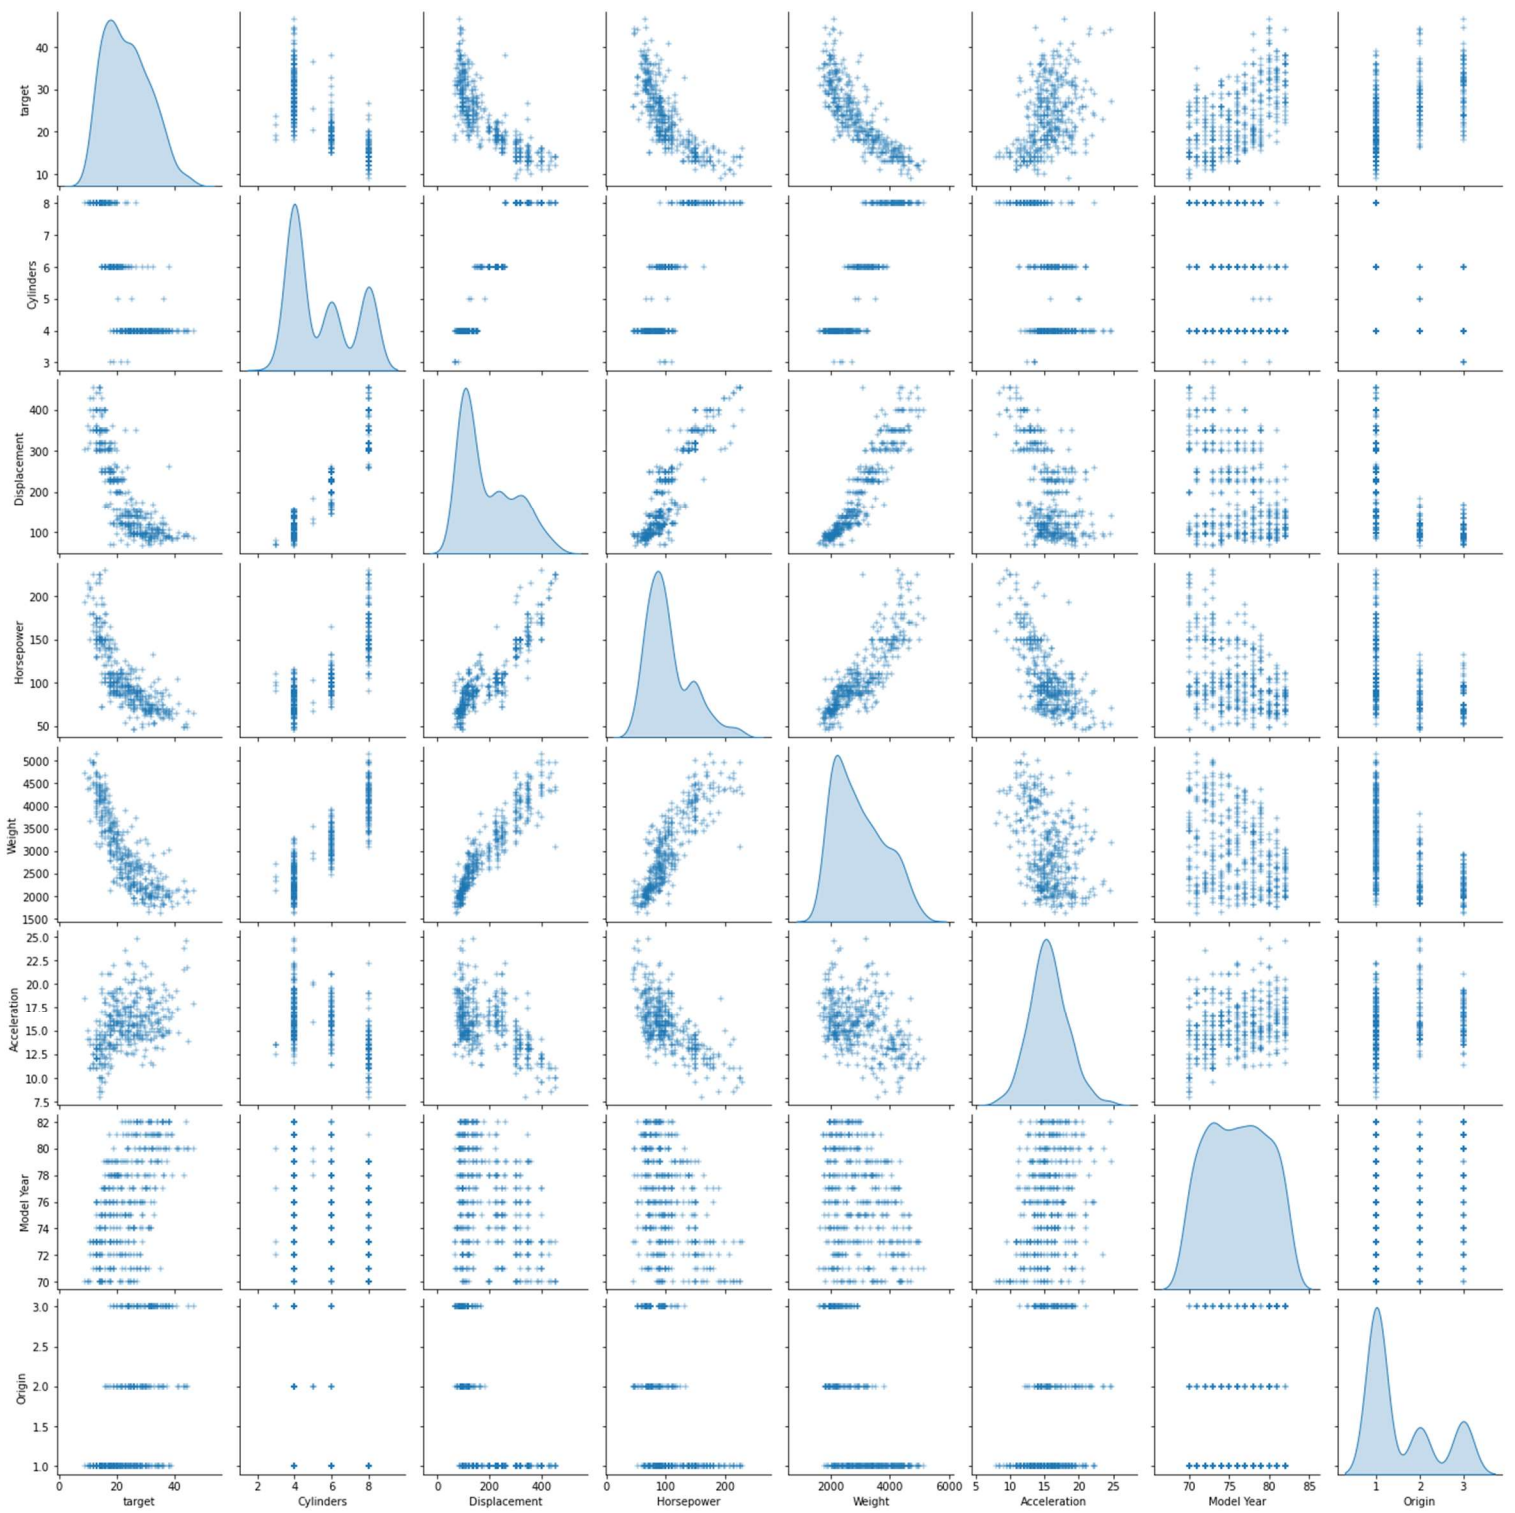 target
40
30
20
10
Cylinders
8
7
6
5
4
3
Displacement
400
300
200
100
Horsepower
200
150
100
50
Weight
5000
4500
4000
3500
3000
2500
2000
1500
Acceleration
25.0
22.5
20.0
17.5
15.0
12.5
10.0
7.5
Model Year
82
80
78
76
74
72
70
Origin
3.0
2.5
2.0
1.5
1.0
0 20 40
2 4 6 8
0 200 400
0 100 200
2000 4000 6000
5 10 15 20 25
70 75 80 85
1 2 3
target Cylinders Displacement Horsepower Weight Acceleration Model Year Origin